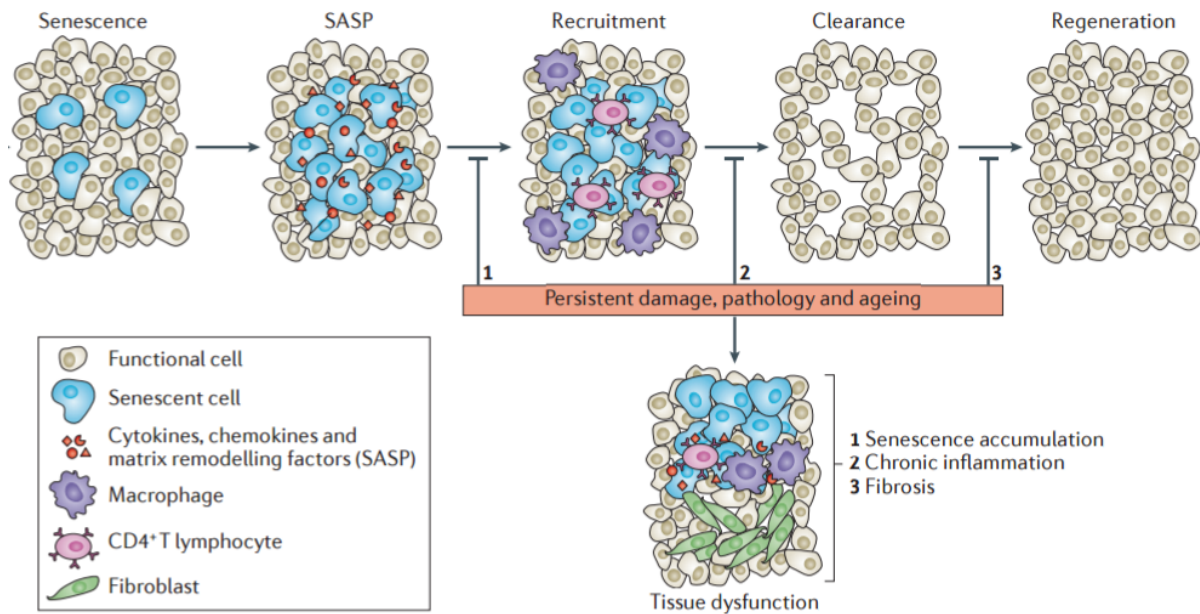 Senescence
SASP
Recruitment
Clearance
Regeneration
1
2
3
Persistent damage, pathology and ageing
Functional cell
Senescent cell
Cytokines, chemokines and
matrix remodelling factors (SASP)
Macrophage
CD4⁺ T lymphocyte
Fibroblast
1 Senescence accumulation
2 Chronic inflammation
3 Fibrosis
Tissue dysfunction